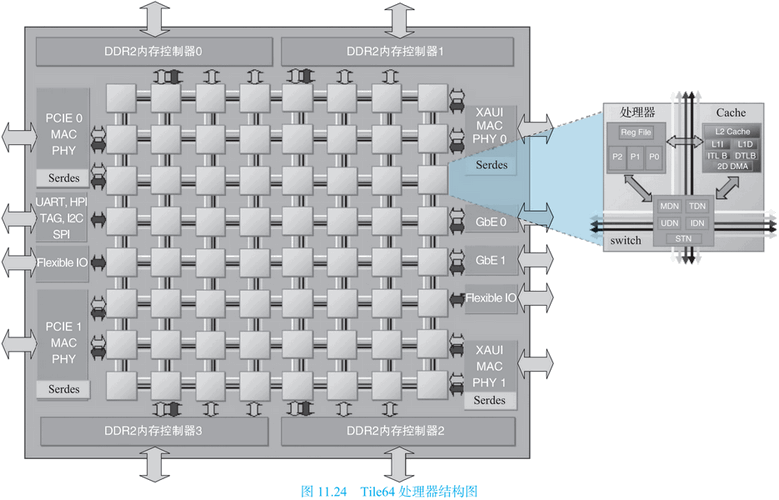 DDR2内存控制器0
DDR2内存控制器1
PCIE 0
MAC
PHY
Serdes
XAUI
MAC
PHY 0
Serdes
UART, HPI
TAG, I2C
SPI
GbE 0
Flexible IO
GbE 1
Flexible IO
PCIE 1
MAC
PHY
Serdes
XAUI
MAC
PHY 1
Serdes
DDR2内存控制器3
DDR2内存控制器2
处理器
Cache
Reg File
P2
P1
P0
L2 Cache
L1I
L1D
ITL B
DTLB
2D DMA
MDN
TDN
UDN
IDN
STN
switch
图 11.24 Tile64 处理器结构图